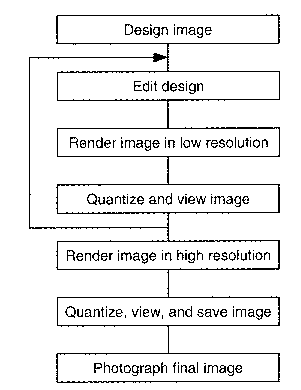 Design image
Edit design
Render image in low resolution
Quantize and view image
Render image in high resolution
Quantize, view, and save image
Photograph final image